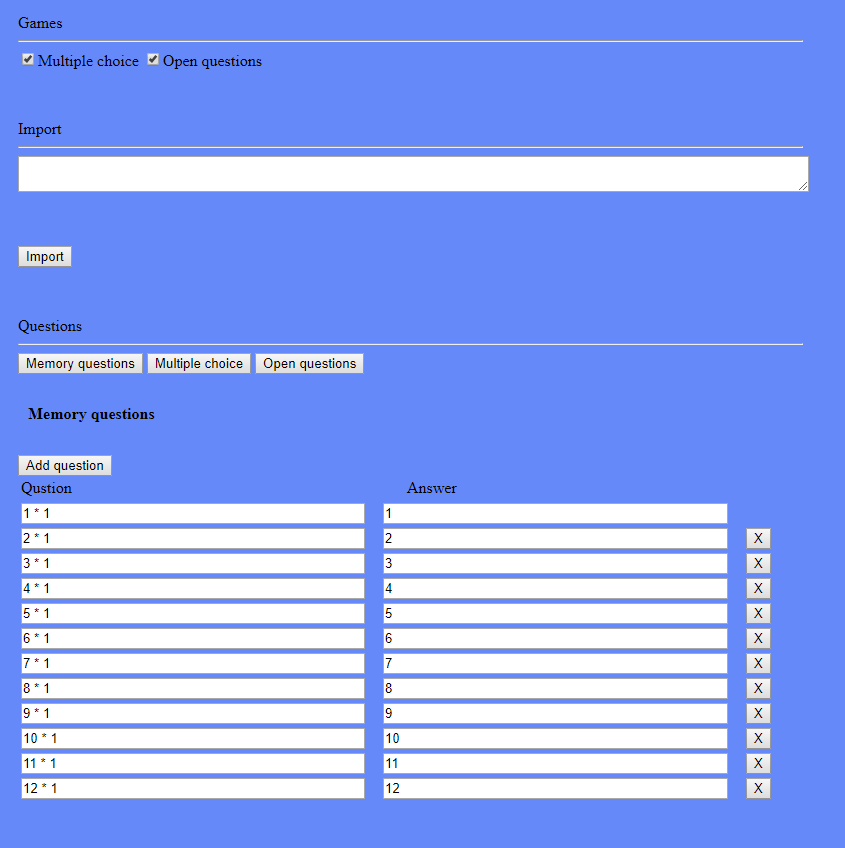 Games
Multiple choice Open questions
Import
Import
Questions
Memory questions Multiple choice Open questions
Memory questions
Add question
Qustion Answer
1 * 1 1
2 * 1 2 X
3 * 1 3 X
4 * 1 4 X
5 * 1 5 X
6 * 1 6 X
7 * 1 7 X
8 * 1 8 X
9 * 1 9 X
10 * 1 10 X
11 * 1 11 X
12 * 1 12 X